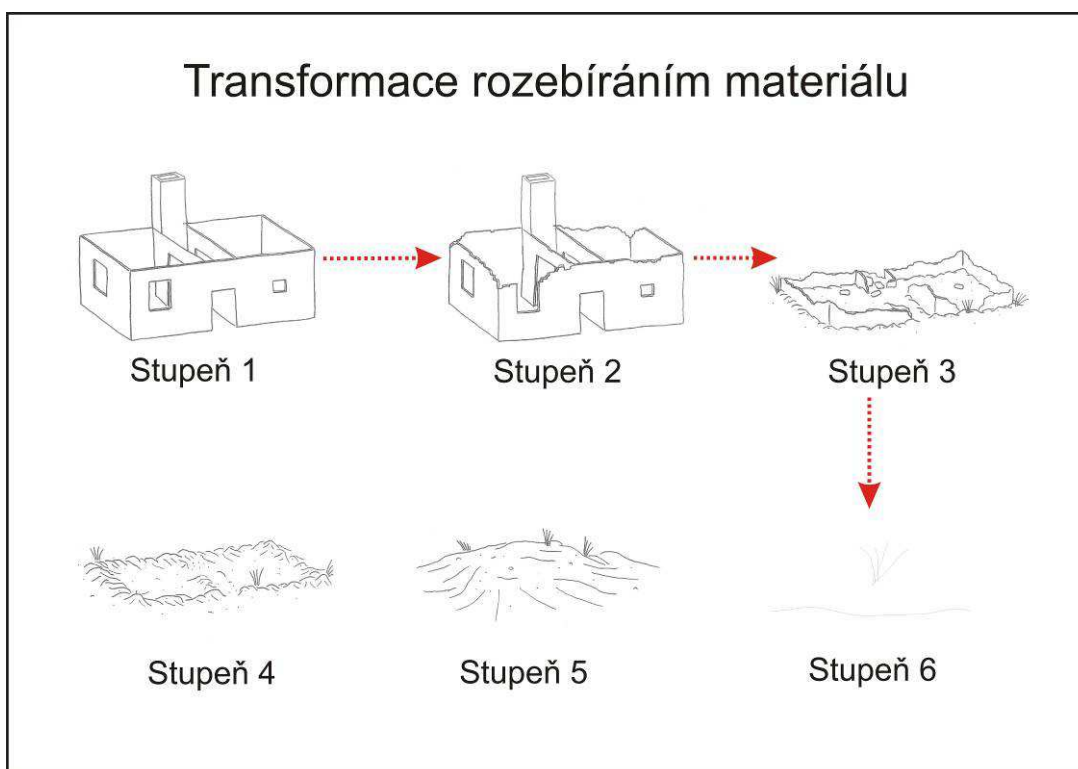 Transformace rozebíráním materiálu
Stupeň 1
Stupeň 2
Stupeň 3
Stupeň 4
Stupeň 5
Stupeň 6